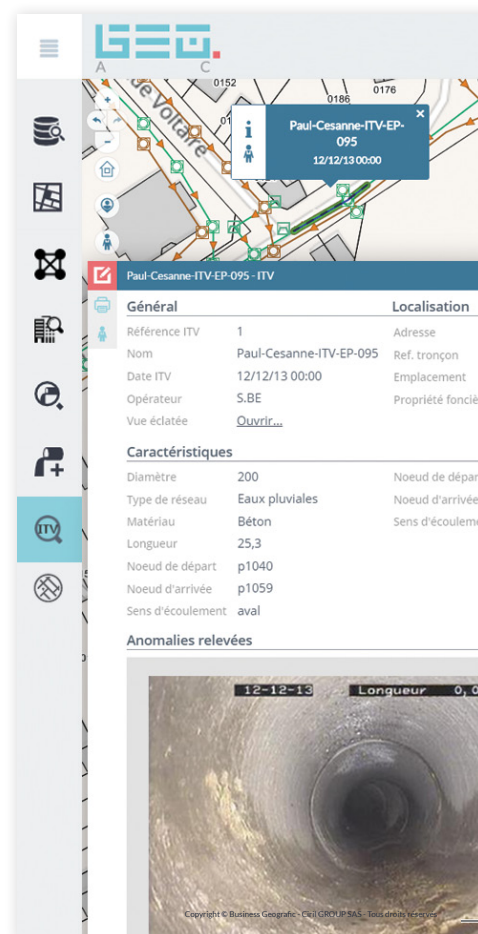 GEO.
A C
de-Voltaire
0152
0186
0176
Paul-Cesanne-ITV-EP-
095
12/12/13 00:00
Paul-Cesanne-ITV-EP-095 - ITV
Général
Référence ITV 1
Nom Paul-Cesanne-ITV-EP-095
Date ITV 12/12/13 00:00
Opérateur S.BE
Vue éclatée Ouvrir...
Localisation
Adresse
Ref. tronçon
Emplacement
Propriété fonciè
Caractéristiques
Diamètre 200
Type de réseau Eaux pluviales
Matériau Béton
Longueur 25,3
Noeud de départ p1040
Noeud d'arrivée p1059
Sens d'écoulement aval
Noeud de dépar
Noeud d'arrivée
Sens d'écouleme
ITV
Anomalies relevées
12-12-13 Longueur 0,0
Copyright © Business Geografic - Ciril GROUP SAS - Tous droits réservés